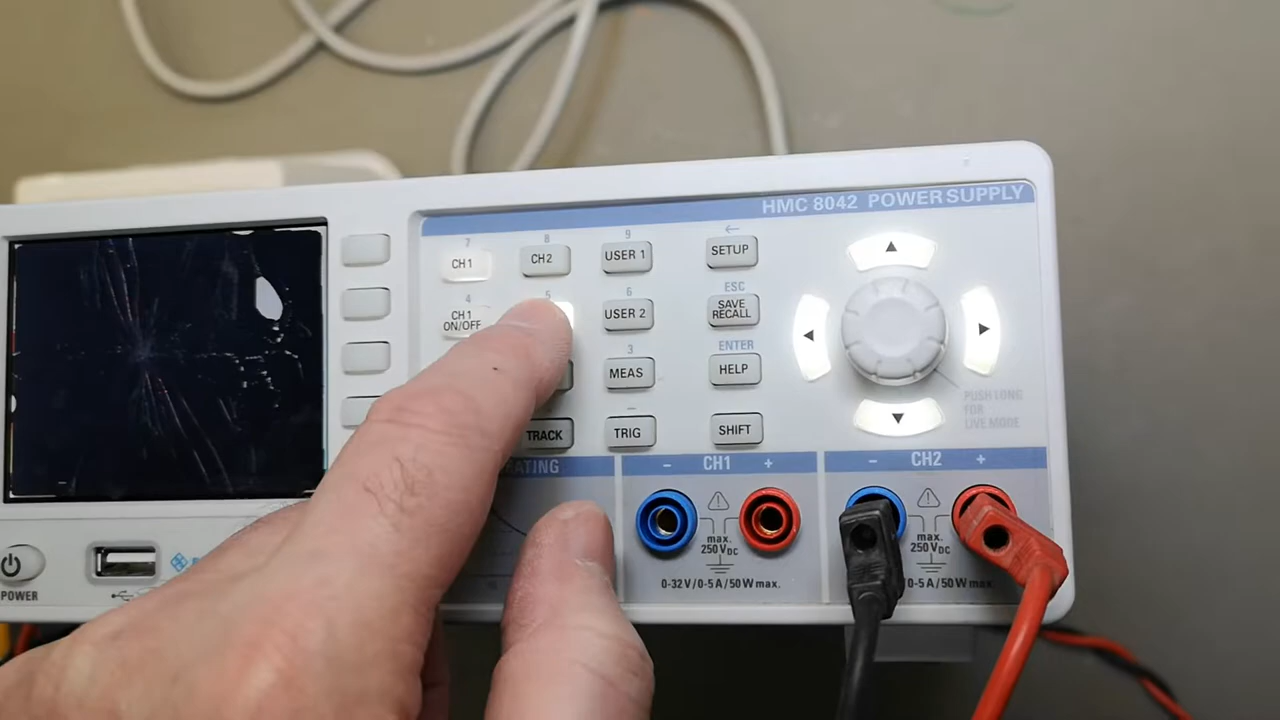 HMC 8042 POWER SUPPLY
7
8
9
←
CH1
CH2
USER 1
SETUP
4
5
6
ESC
CH1
ON/OFF
USER 2
SAVE
RECALL
3
ENTER
MEAS
HELP
PUSH LONG
FOR
LIVE MODE
–
TRACK
TRIG
SHIFT
– CH1 +
– CH2 +
max.
250 VDC
max.
250 VDC
0-32 V/0-5 A/50 W max.
0-5 A/50 W max.
POWER